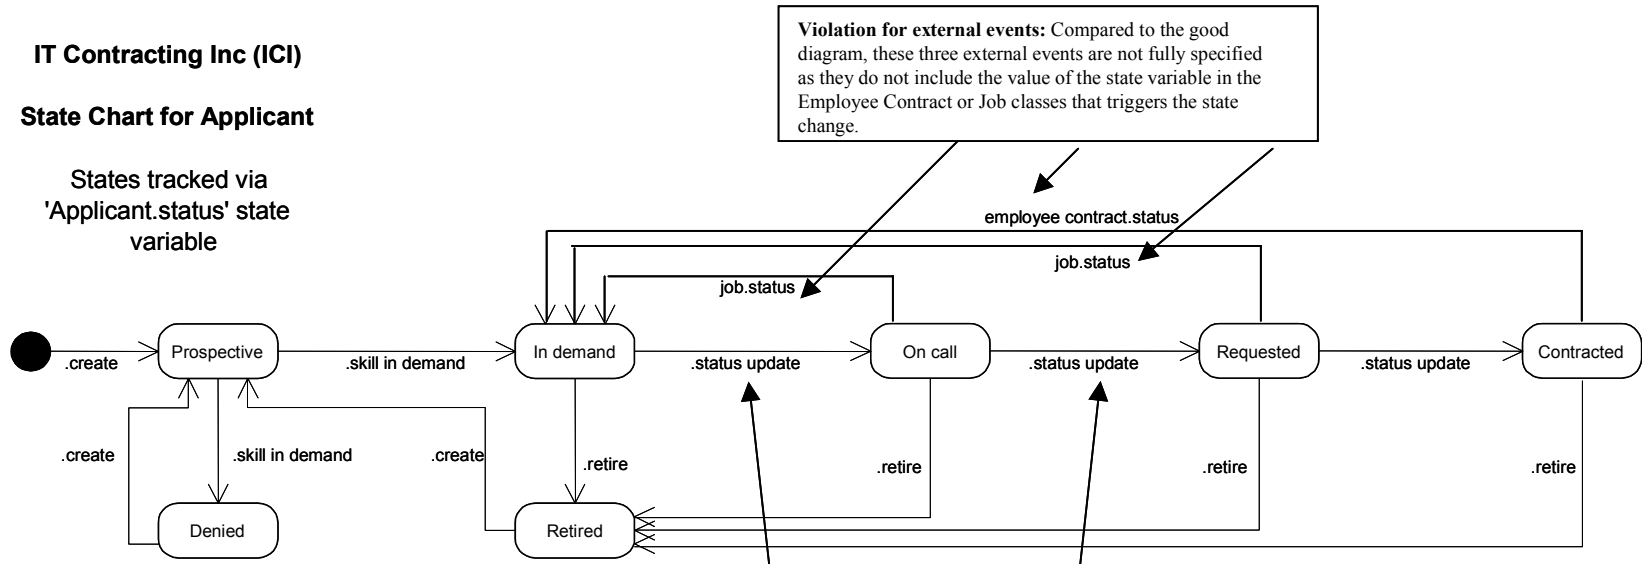 IT Contracting Inc (ICI)
State Chart for Applicant
States tracked via
'Applicant.status' state
variable
Violation for external events: Compared to the good
diagram, these three external events are not fully specified
as they do not include the value of the state variable in the
Employee Contract or Job classes that triggers the state
change.
employee contract.status
job.status
job.status
Prospective
In demand
On call
Requested
Contracted
.create
.skill in demand
.status update
.status update
.status update
.create
.skill in demand
.create
.retire
.retire
.retire
.retire
Denied
Retired